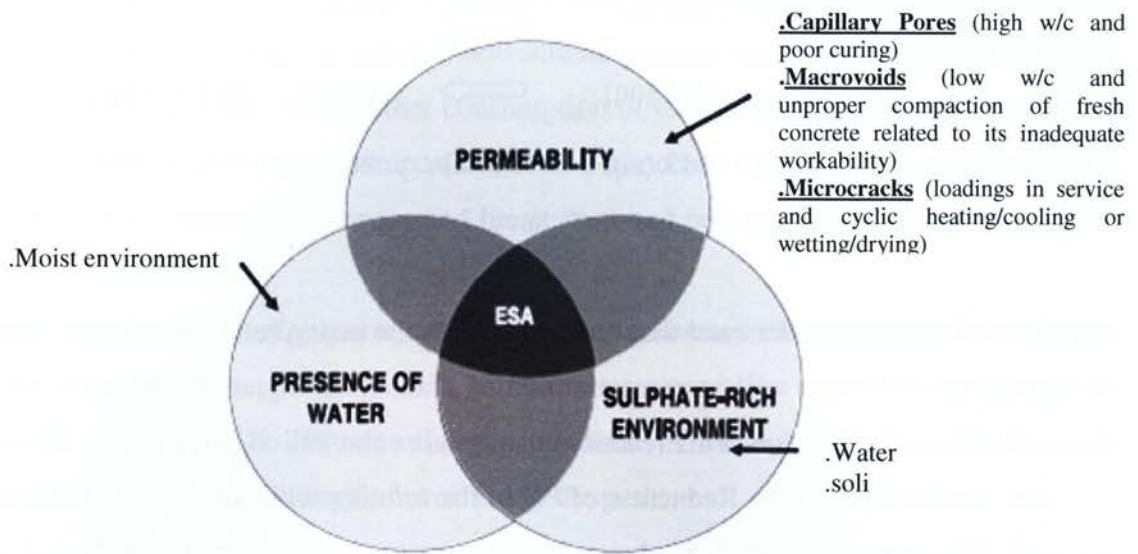 .Capillary Pores (high w/c and
poor curing)
.Macrovoids (low w/c and
unproper compaction of fresh
concrete related to its inadequate
workability)
.Microcracks (loadings in service
and cyclic heating/cooling or
wetting/drying)
PERMEABILITY
.Moist environment
ESA
PRESENCE OF
WATER
SULPHATE-RICH
ENVIRONMENT
.Water
.soli